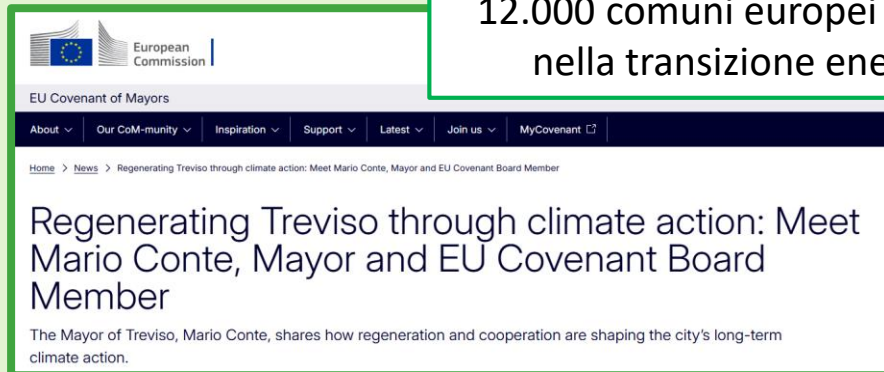 12.000 comuni europei
nella transizione
European
Commission
EU Covenant of Mayors
About Our CoM-munity Inspiration Support Latest Join us MyCovenant
Home > News > Regenerating Treviso through climate action: Meet Mario Conte, Mayor and EU Covenant Board Member
Regenerating Treviso through climate action: Meet
Mario Conte, Mayor and EU Covenant Board
Member
The Mayor of Treviso, Mario Conte, shares how regeneration and cooperation are shaping the city's long-term
climate action.